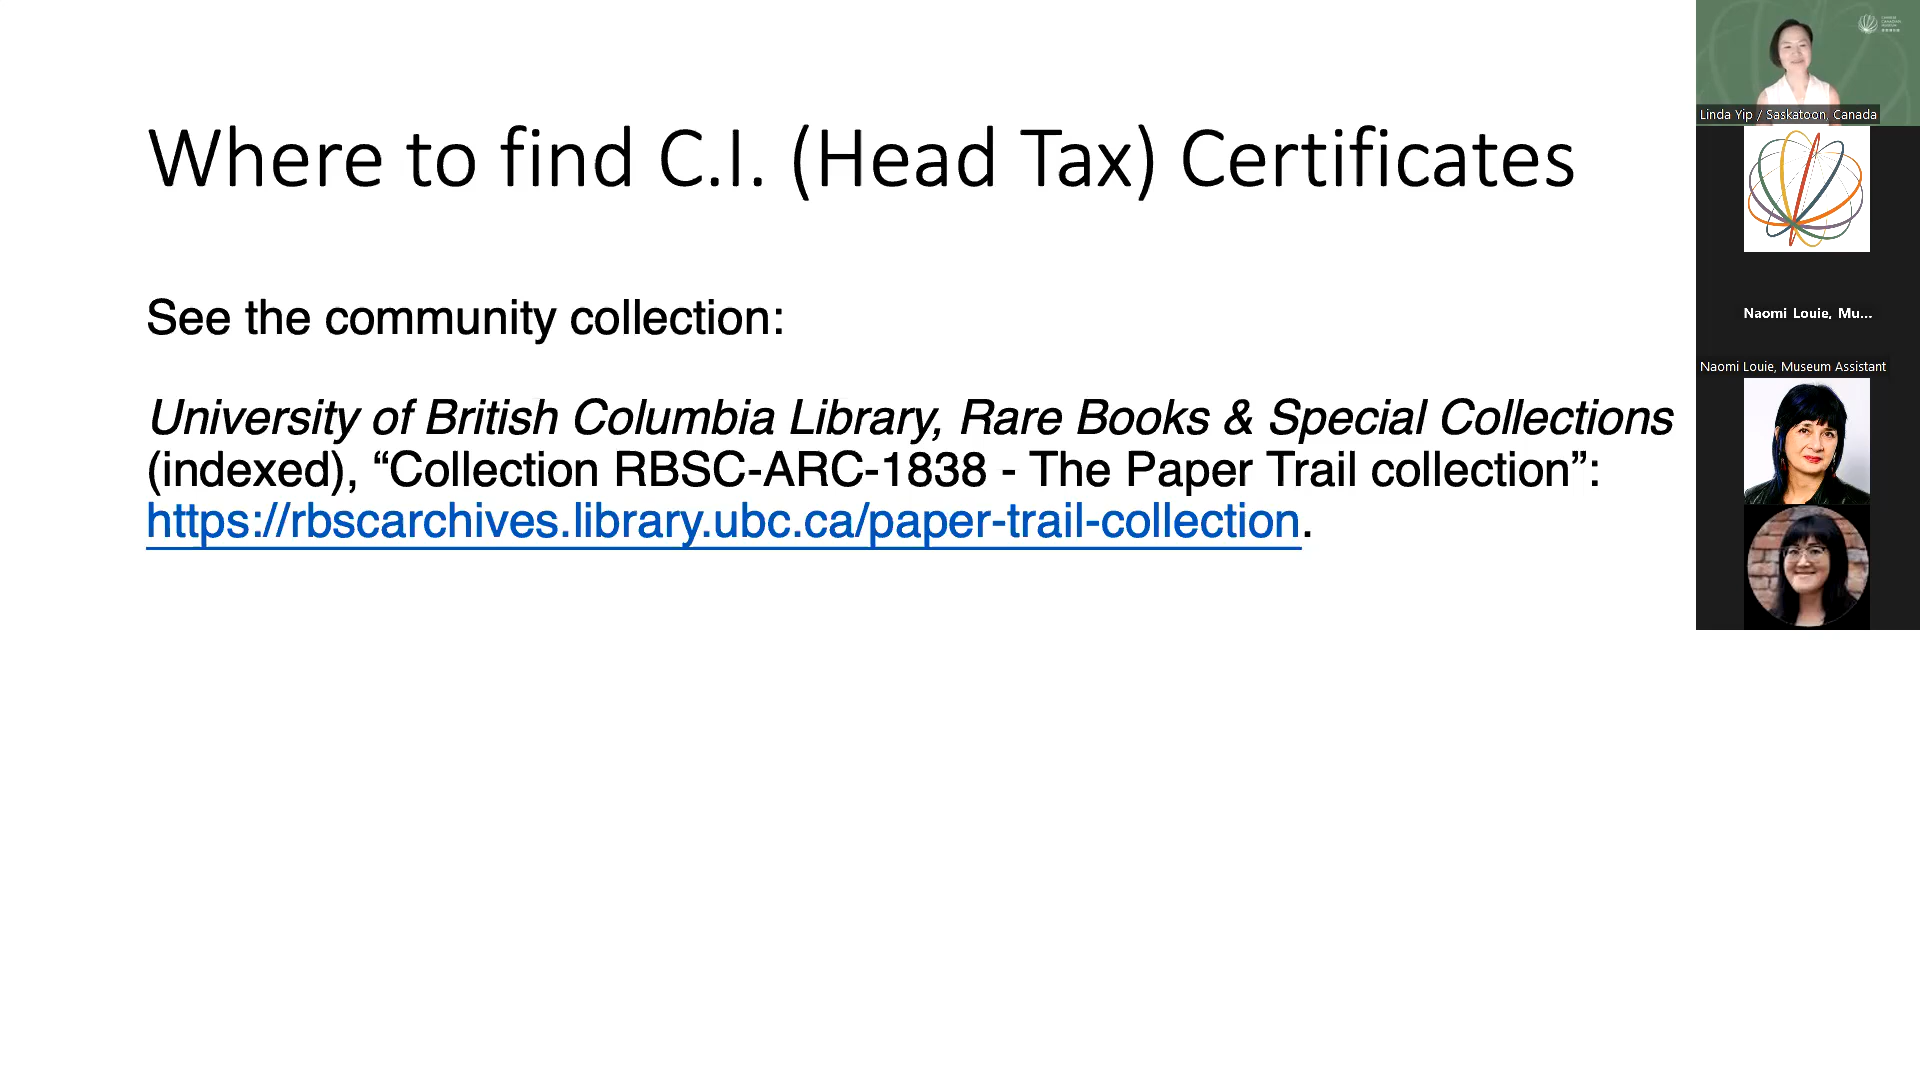 Where to find C.I. (Head Tax) Certificates
See the community collection:
University of British Columbia Library, Rare Books & Special Collections
(indexed), “Collection RBSC-ARC-1838 - The Paper Trail collection”:
https://rbscarchives.library.ubc.ca/paper-trail-collection.
Linda Yip / Saskatoon, Canada
Naomi Louie, Mu...
Naomi Louie, Museum Assistant